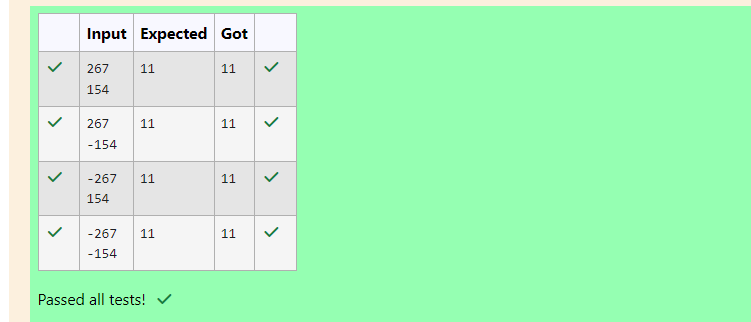 Input Expected Got
267 11 11
154
267 11 11
-154
-267 11 11
154
-267 11 11
-154
Passed all tests!